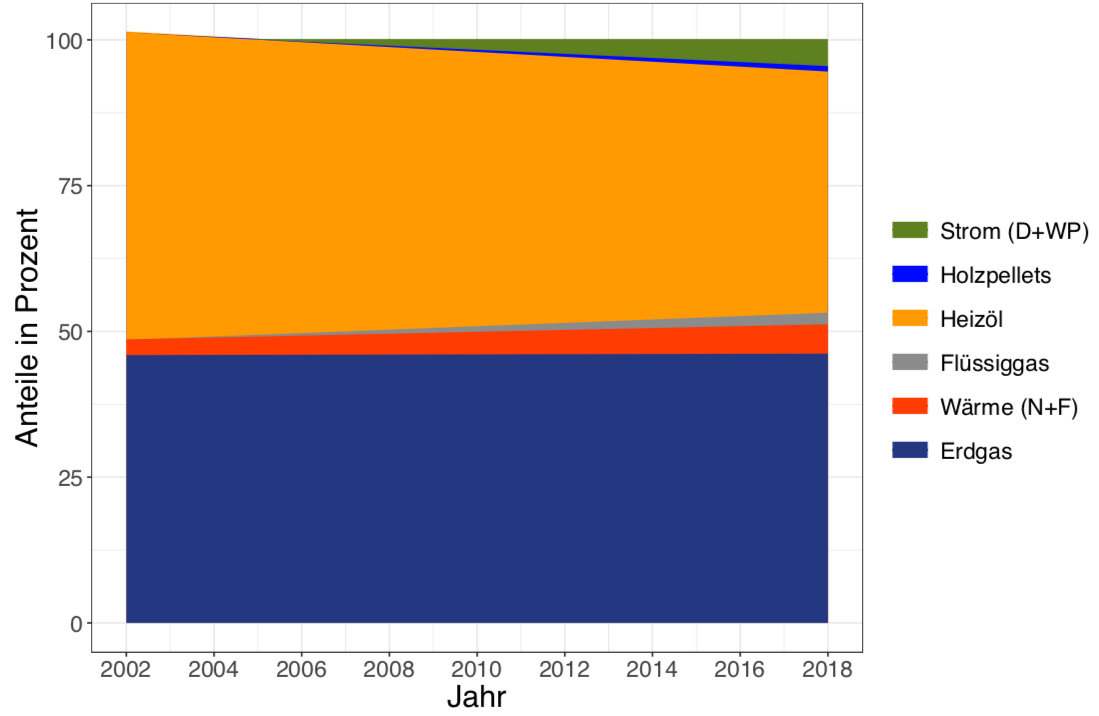 Anteile in Prozent
100
75
50
25
0
2002 2004 2006 2008 2010 2012 2014 2016 2018
Jahr
Strom (D+WP)
Holzpellets
Heizöl
Flüssiggas
Wärme (N+F)
Erdgas